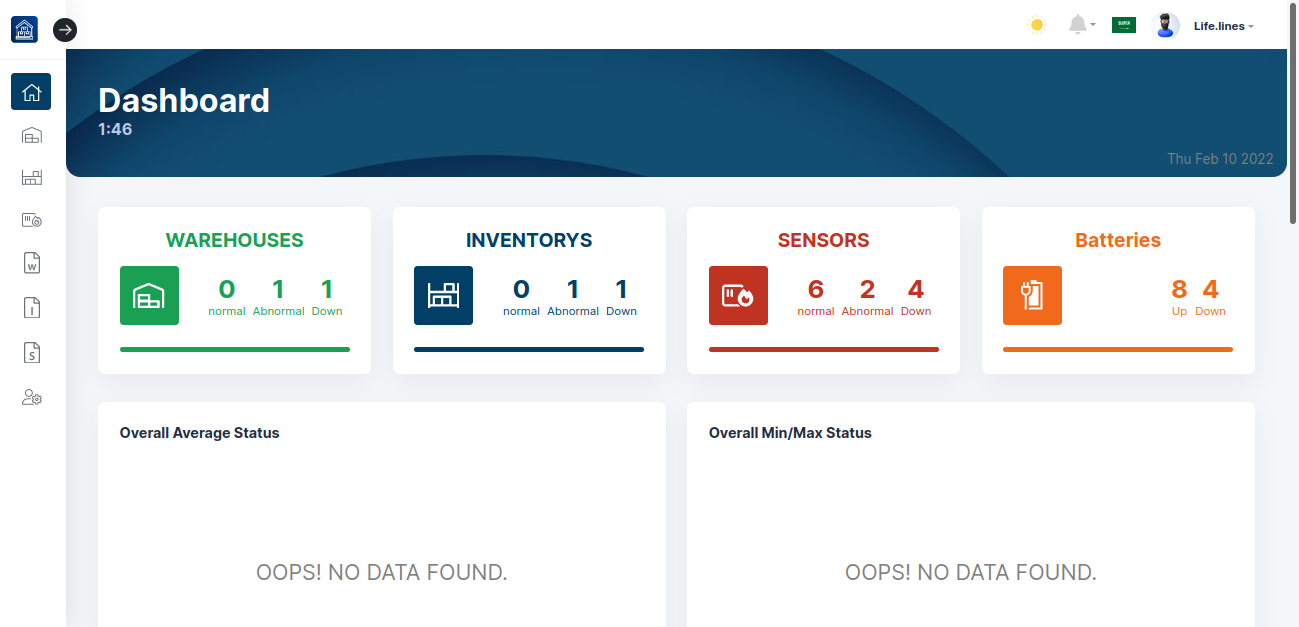 Life.lines
Dashboard
1:46
Thu Feb 10 2022
WAREHOUSES
0 1 1
normal Abnormal Down
INVENTORYS
0 1 1
normal Abnormal Down
SENSORS
6 2 4
normal Abnormal Down
Batteries
8 4
Up Down
W
I
S
Overall Average Status
OOPS! NO DATA FOUND.
Overall Min/Max Status
OOPS! NO DATA FOUND.